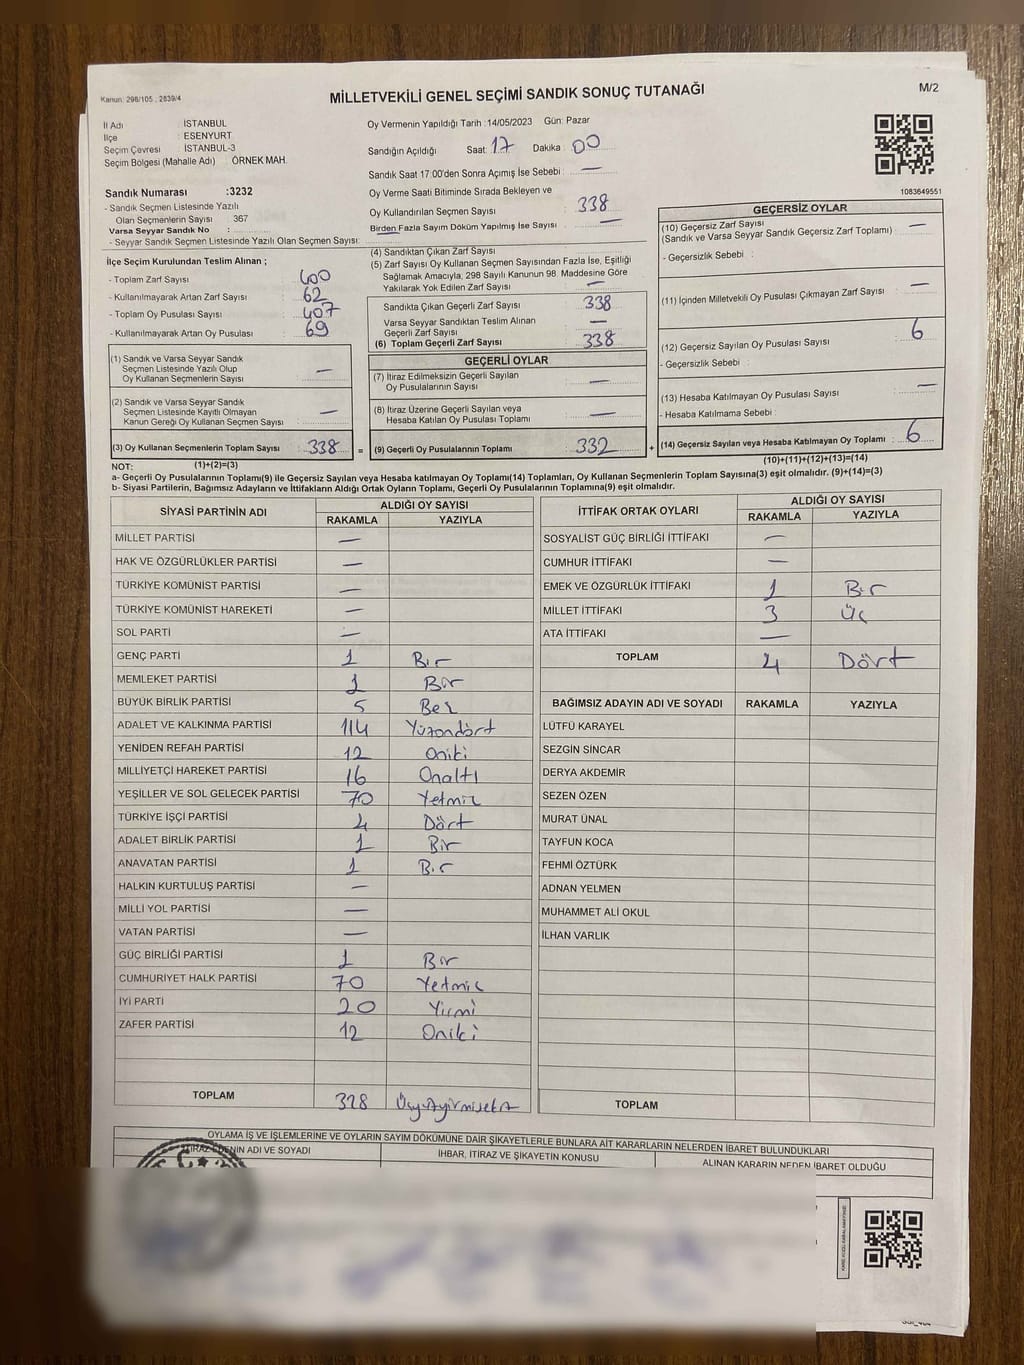 Kanun: 298/105 , 2839/4
MİLLETVEKİLİ GENEL SEÇİMİ SANDIK SONUÇ TUTANAĞI
M/2
İl Adı : İSTANBUL
İlçe : ESENYURT
Seçim Çevresi : İSTANBUL-3
Seçim Bölgesi (Mahalle Adı) : ÖRNEK MAH.
Sandık Numarası :3232
- Sandık Seçmen Listesinde Yazılı
Olan Seçmenlerin Sayısı : 367
Varsa Seyyar Sandık No :
- Seyyar Sandık Seçmen Listesinde Yazılı Olan Seçmen Sayısı:
Oy Vermenin Yapıldığı Tarih :14/05/2023 Gün: Pazar
Sandığın Açıldığı Saat: 17 Dakika : 00
Sandık Saat 17:00'den Sonra Açımış İse Sebebi : —
Oy Verme Saati Bitiminde Sırada Bekleyen ve
Oy Kullandırılan Seçmen Sayısı : 338
Birden Fazla Sayım Döküm Yapılmış İse Sayısı : —
1083649551
İlçe Seçim Kurulundan Teslim Alınan ;
- Toplam Zarf Sayısı : 400
- Kullanılmayarak Artan Zarf Sayısı : 62
- Toplam Oy Pusulası Sayısı : 407
- Kullanılmayarak Artan Oy Pusulası : 69
(4) Sandıktan Çıkan Zarf Sayısı :
(5) Zarf Sayısı Oy Kullanan Seçmen Sayısından Fazla İse, Eşitliği
Sağlamak Amacıyla, 298 Sayılı Kanunun 98. Maddesine Göre
Yakılarak Yok Edilen Zarf Sayısı : —
Sandıkta Çıkan Geçerli Zarf Sayısı : 338
Varsa Seyyar Sandıktan Teslim Alınan
Geçerli Zarf Sayısı : —
(6) Toplam Geçerli Zarf Sayısı : 338
GEÇERSİZ OYLAR
(10) Geçersiz Zarf Sayısı : —
(Sandık ve Varsa Seyyar Sandık Geçersiz Zarf Toplamı)
- Geçersizlik Sebebi :
(11) İçinden Milletvekili Oy Pusulası Çıkmayan Zarf Sayısı : —
(12) Geçersiz Sayılan Oy Pusulası Sayısı : 6
- Geçersizlik Sebebi :
(13) Hesaba Katılmayan Oy Pusulası Sayısı : —
- Hesaba Katılmama Sebebi :
(14) Geçersiz Sayılan veya Hesaba Katılmayan Oy Toplamı : 6
(10)+(11)+(12)+(13)=(14)
(1) Sandık ve Varsa Seyyar Sandık
Seçmen Listesinde Yazılı Olup
Oy Kullanan Seçmenlerin Sayısı : —
(2) Sandık ve Varsa Seyyar Sandık
Seçmen Listesinde Kayıtlı Olmayan
Kanun Gereği Oy Kullanan Seçmen Sayısı : —
(3) Oy Kullanan Seçmenlerin Toplam Sayısı : 338 =
(1)+(2)=(3)
GEÇERLİ OYLAR
(7) İtiraz Edilmeksizin Geçerli Sayılan
Oy Pusulalarının Sayısı : —
(8) İtiraz Üzerine Geçerli Sayılan veya
Hesaba Katılan Oy Pusulası Toplamı : —
(9) Geçerli Oy Pusulalarının Toplamı : 332 +
NOT:
a- Geçerli Oy Pusulalarının Toplamı(9) ile Geçersiz Sayılan veya Hesaba katılmayan Oy Toplamı(14) Toplamları, Oy Kullanan Seçmenlerin Toplam Sayısına(3) eşit olmalıdır. (9)+(14)=(3)
b- Siyasi Partilerin, Bağımsız Adayların ve İttifakların Aldığı Ortak Oyların Toplamı, Geçerli Oy Pusulalarının Toplamına(9) eşit olmalıdır.
SİYASİ PARTİNİN ADI ALDIĞI OY SAYISI
RAKAMLA YAZIYLA
MİLLET PARTİSİ —
HAK VE ÖZGÜRLÜKLER PARTİSİ —
TÜRKİYE KOMÜNİST PARTİSİ —
TÜRKİYE KOMÜNİST HAREKETİ —
SOL PARTİ —
GENÇ PARTİ 1 Bir
MEMLEKET PARTİSİ 1 Bir
BÜYÜK BİRLİK PARTİSİ 5 Beş
ADALET VE KALKINMA PARTİSİ 114 Yüzondört
YENİDEN REFAH PARTİSİ 12 Oniki
MİLLİYETÇİ HAREKET PARTİSİ 16 Onaltı
YEŞİLLER VE SOL GELECEK PARTİSİ 70 Yetmiş
TÜRKİYE İŞÇİ PARTİSİ 4 Dört
ADALET BİRLİK PARTİSİ 1 Bir
ANAVATAN PARTİSİ 1 Bir
HALKIN KURTULUŞ PARTİSİ —
MİLLİ YOL PARTİSİ —
VATAN PARTİSİ —
GÜÇ BİRLİĞİ PARTİSİ 1 Bir
CUMHURİYET HALK PARTİSİ 70 Yetmiş
İYİ PARTİ 20 Yirmi
ZAFER PARTİSİ 12 Oniki
TOPLAM 328 Üçyüzyirmisekiz
İTTİFAK ORTAK OYLARI ALDIĞI OY SAYISI
RAKAMLA YAZIYLA
SOSYALİST GÜÇ BİRLİĞİ İTTİFAKI —
CUMHUR İTTİFAKI —
EMEK VE ÖZGÜRLÜK İTTİFAKI 1 Bir
MİLLET İTTİFAKI 3 Üç
ATA İTTİFAKI —
TOPLAM 4 Dört
BAĞIMSIZ ADAYIN ADI VE SOYADI RAKAMLA YAZIYLA
LÜTFÜ KARAYEL
SEZGİN SİNCAR
DERYA AKDEMİR
SEZEN ÖZEN
MURAT ÜNAL
TAYFUN KOCA
FEHMİ ÖZTÜRK
ADNAN YELMEN
MUHAMMET ALİ OKUL
İLHAN VARLIK
TOPLAM
OYLAMA İŞ VE İŞLEMLERİNE VE OYLARIN SAYIM DÖKÜMÜNE DAİR ŞİKAYETLERLE BUNLARA AİT KARARLARIN NELERDEN İBARET BULUNDUKLARI
İTİRAZ EDENİN ADI VE SOYADI İHBAR, İTİRAZ VE ŞİKAYETİN KONUSU ALINAN KARARIN NEDEN İBARET OLDUĞU